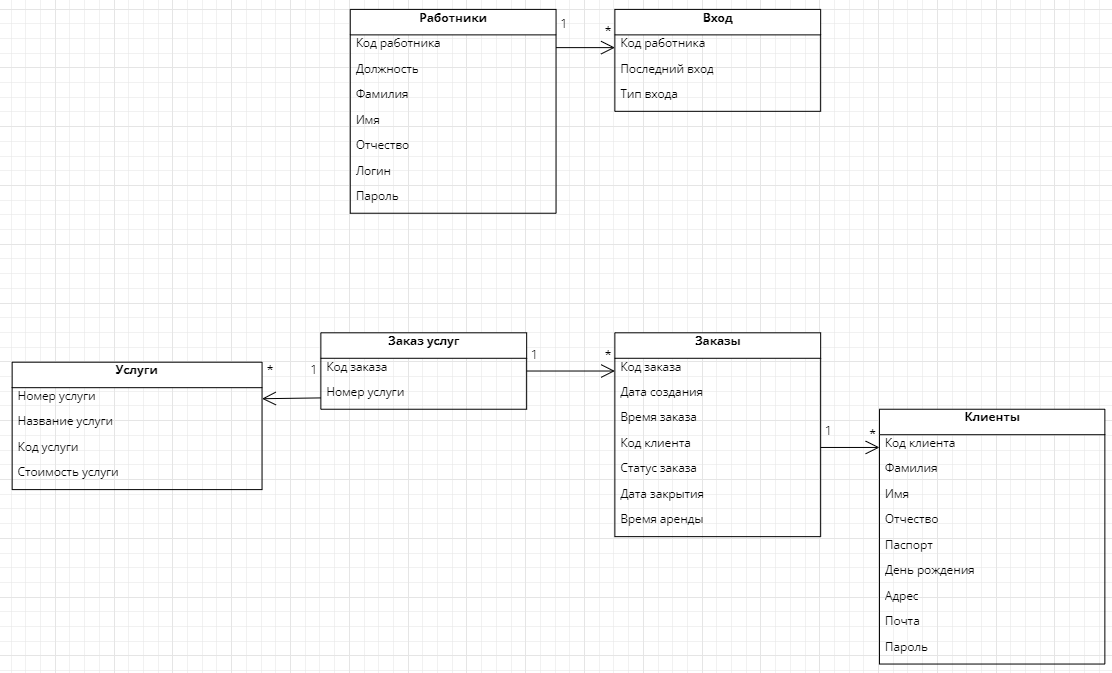 Работники
Код работника
Должность
Фамилия
Имя
Отчество
Логин
Пароль
1
*
Вход
Код работника
Последний вход
Тип входа
Услуги
Номер услуги
Название услуги
Код услуги
Стоимость услуги
*
1
Заказ услуг
Код заказа
Номер услуги
1
*
Заказы
Код заказа
Дата создания
Время заказа
Код клиента
Статус заказа
Дата закрытия
Время аренды
1
*
Клиенты
Код клиента
Фамилия
Имя
Отчество
Паспорт
День рождения
Адрес
Почта
Пароль